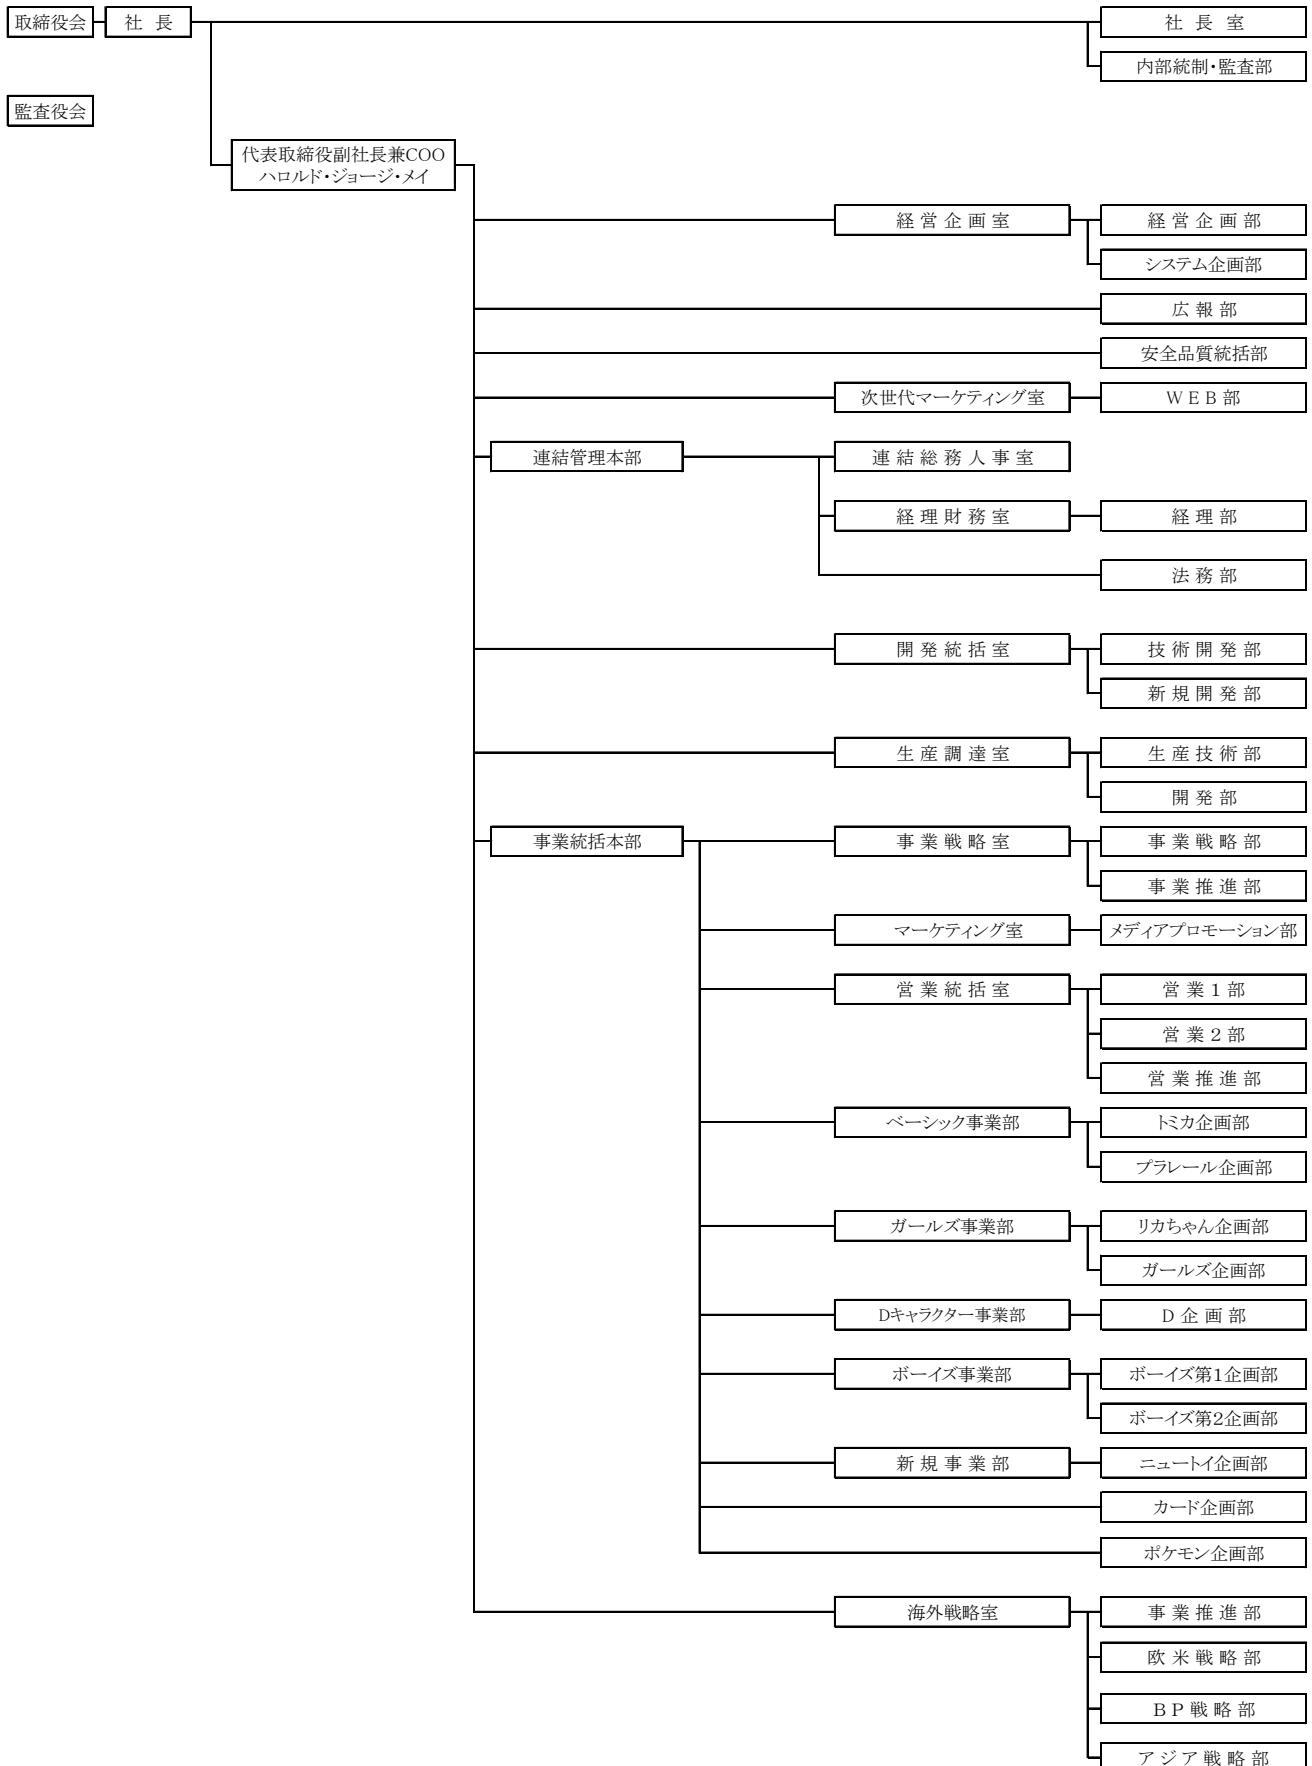 取締役会
社 長
社 長 室
内部統制・監査部
監査役会
代表取締役副社長兼COO
ハロルド・ジョージ・メイ
経 営 企 画 室
経 営 企 画 部
システム企画部
広 報 部
安全品質統括部
次世代マーケティング室
W E B 部
連結管理本部
連 結 総 務 人 事 室
経 理 財 務 室
経 理 部
法 務 部
開 発 統 括 室
技 術 開 発 部
新 規 開 発 部
生 産 調 達 室
生 産 技 術 部
開 発 部
事業統括本部
事 業 戦 略 室
事 業 戦 略 部
事 業 推 進 部
マーケティング室
メディアプロモーション部
営 業 統 括 室
営 業 1 部
営 業 2 部
営 業 推 進 部
ベーシック事業部
トミカ企画部
プラレール企画部
ガールズ事業部
リカちゃん企画部
ガールズ企画部
Dキャラクター事業部
D 企 画 部
ボーイズ事業部
ボーイズ第1企画部
ボーイズ第2企画部
新 規 事 業 部
ニュートイ企画部
カード企画部
ポケモン企画部
海外戦略室
事 業 推 進 部
欧 米 戦 略 部
B P 戦 略 部
ア ジ ア 戦 略 部